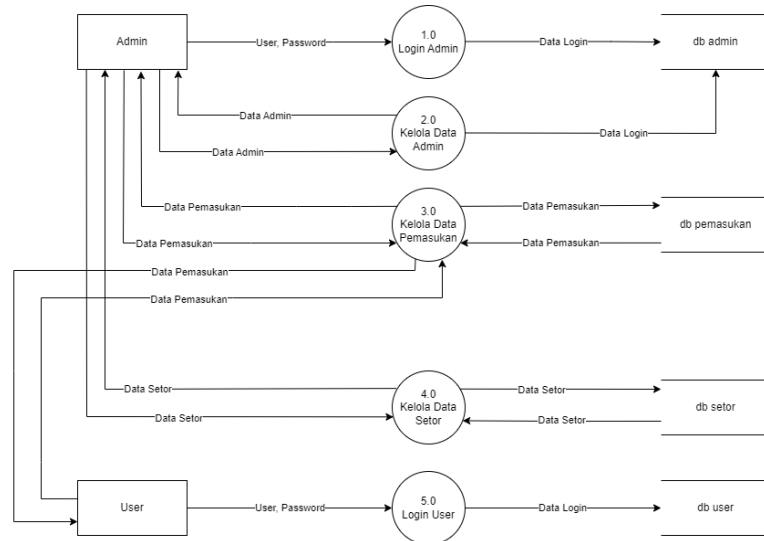 Admin
User, Password
1.0
Login Admin
Data Login
db admin
Data Admin
2.0
Kelola Data
Admin
Data Login
Data Admin
Data Pemasukan
3.0
Kelola Data
Pemasukan
Data Pemasukan
db pemasukan
Data Pemasukan
Data Pemasukan
Data Pemasukan
Data Pemasukan
Data Setor
4.0
Kelola Data
Setor
Data Setor
db setor
Data Setor
Data Setor
User
User, Password
5.0
Login User
Data Login
db user